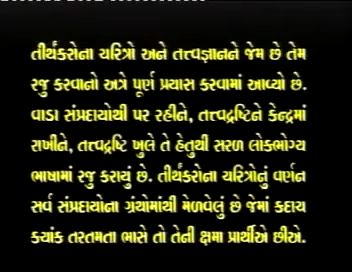 તીર્થંકરોના ચરિત્રો અને તત્ત્વજ્ઞાનને જેમ છે તેમ
રજુ કરવાનો અત્રે પૂર્ણ પ્રયાસ કરવામાં આવ્યો છે.
વાડા સંપ્રદાયોથી પર રહીને, તત્ત્વદ્રષ્ટિને કેન્દ્રમાં
રાખીને, તત્ત્વદ્રષ્ટિ ખુલે તે હેતુથી સરળ લોકભોગ્ય
ભાષામાં રજુ કરાયું છે. તીર્થંકરોના ચરિત્રોનું વર્ણન
સર્વ સંપ્રદાયોના ગ્રંથોમાંથી મેળવેલું છે જેમાં કદાચ
ક્યાંક તરતમતા ભાસે તો તેની ક્ષમા પ્રાર્થીએ છીએ.